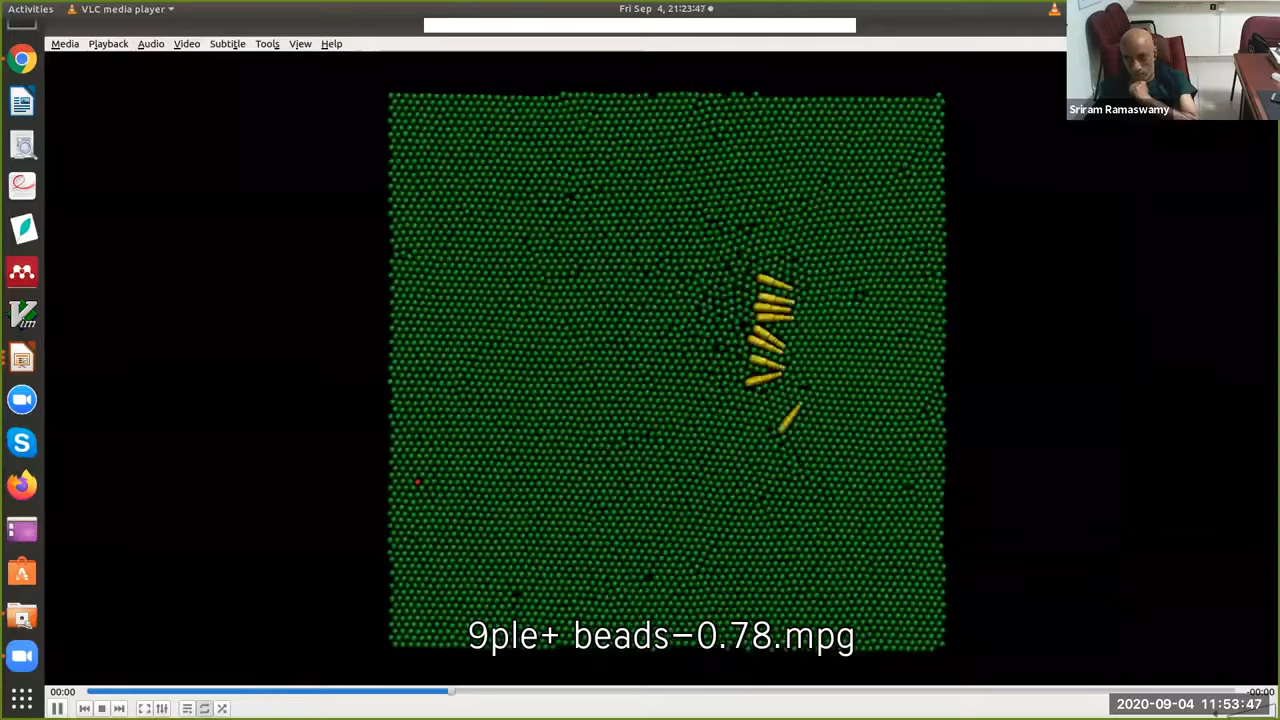 Activities
VLC media player
Fri Sep 4, 21:23:47
Media Playback Audio Video Subtitle Tools View Help
Sriram Ramaswamy
9ple+ beads-0.78.mpg
00:00
-00:00
2020-09-04 11:53:47